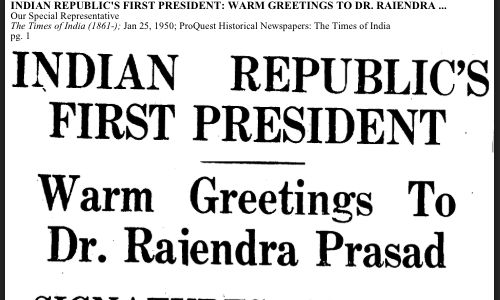 INDIAN REPUBLIC'S FIRST PRESIDENT: WARM GREETINGS TO DR. RAIENDRA ...
Our Special Representative
The Times of India (1861-); Jan 25, 1950; ProQuest Historical Newspapers: The Times of India
pg. 1
INDIAN REPUBLIC'S
FIRST PRESIDENT
Warm Greetings To
Dr. Rajendra Prasad